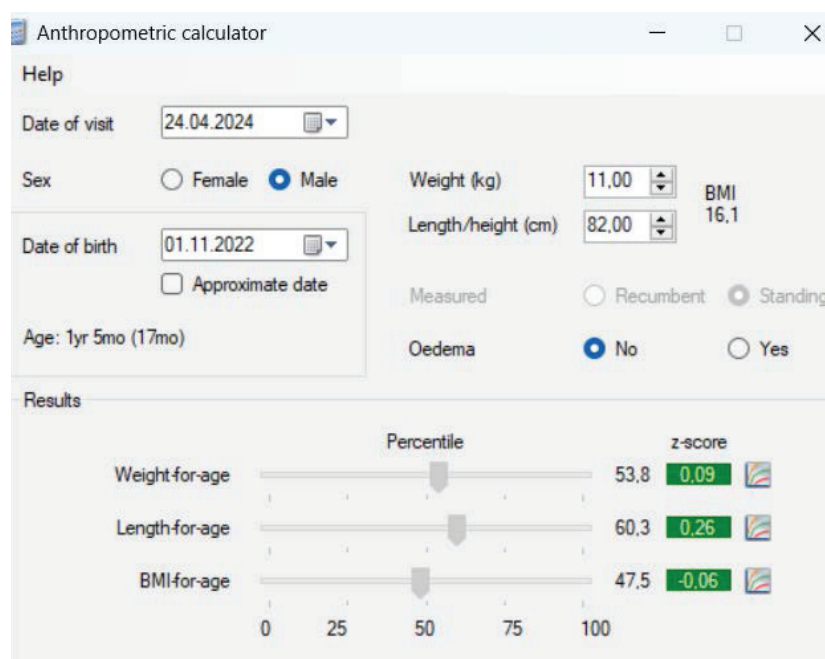 Anthropometric calculator
Help
Date of visit 24.04.2024
Sex Female Male
Weight (kg) 11,00
BMI
16,1
Length/height (cm) 82,00
Date of birth 01.11.2022
Approximate date
Measured Recumbent Standing
Age: 1yr 5mo (17mo)
Oedema No Yes
Results
Percentile z-score
Weight-for-age 53,8 0,09
Length-for-age 60,3 0,26
BMI-for-age 47,5 -0,06
0 25 50 75 100